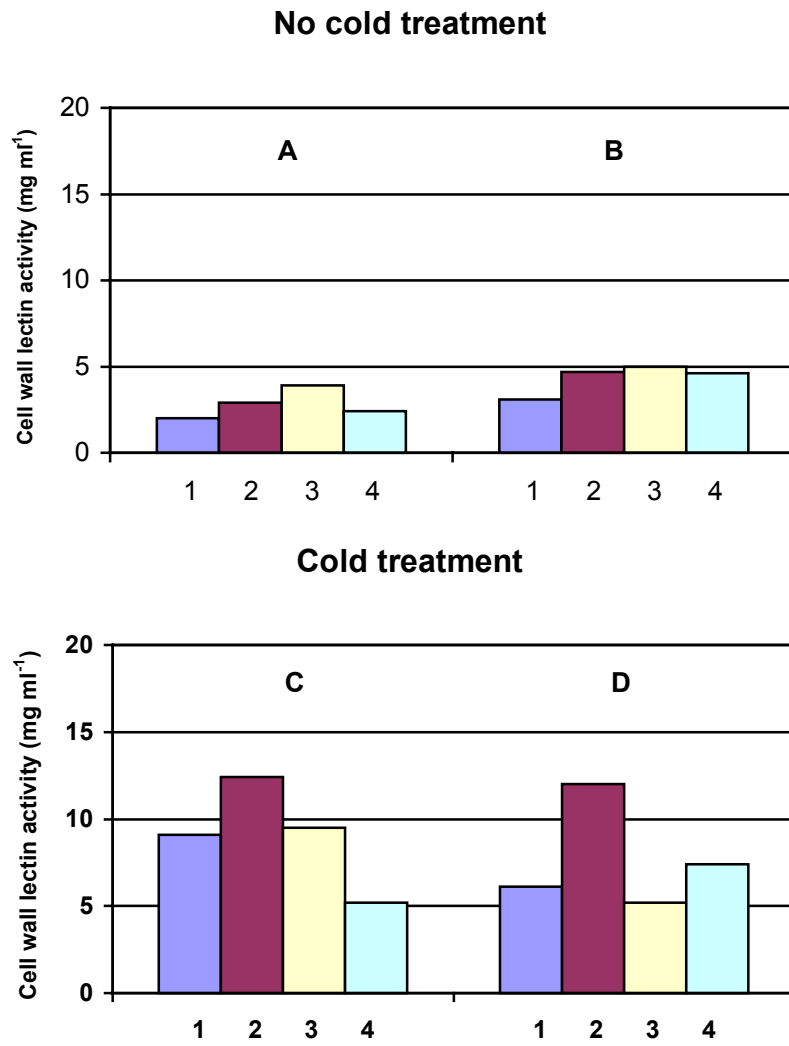 No cold treatment
Cell wall lectin activity (mg ml¹)
20
15
10
5
0
A
B
1 2 3 4 1 2 3 4
Cold treatment
Cell wall lectin activity (mg ml⁻¹)
20
15
10
5
0
C
D
1 2 3 4 1 2 3 4